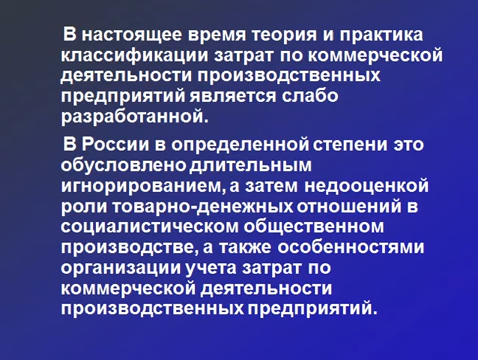 В настоящее время теория и практика
классификации затрат по коммерческой
деятельности производственных
предприятий является слабо
разработанной.
В России в определенной степени это
обусловлено длительным
игнорированием, а затем недооценкой
роли товарно-денежных отношений в
социалистическом общественном
производстве, а также особенностями
организации учета затрат по
коммерческой деятельности
производственных предприятий.